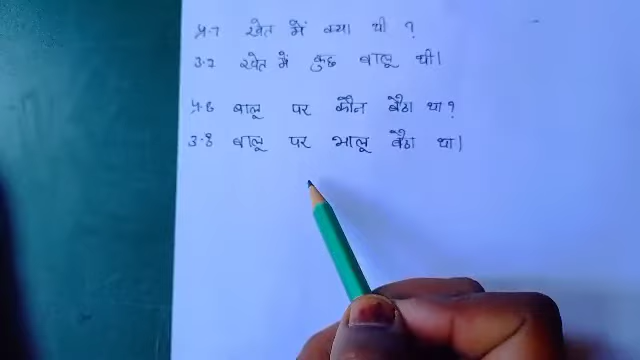 प्र-7 खेत में क्या थी ?
उ-7 खेत में कुछ बालू थी।
प्र-8 बालू पर कौन बैठा था ?
उ-8 बालू पर भालू बैठा था।